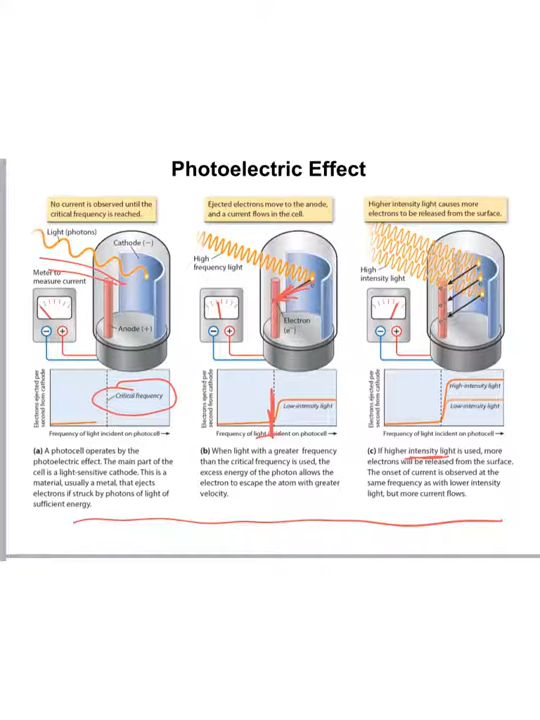 Photoelectric Effect
No current is observed until the
critical frequency is reached.
Light (photons)
Cathode (−)
Meter to
measure current
Anode (+)
Electrons ejected per
second from cathode
Critical frequency
Frequency of light incident on photocell
(a) A photocell operates by the
photoelectric effect. The main part of the
cell is a light-sensitive cathode. This is a
material, usually a metal, that ejects
electrons if struck by photons of light of
sufficient energy.
Ejected electrons move to the anode,
and a current flows in the cell.
High
frequency light
Electron
(e⁻)
Electrons ejected per
second from cathode
Low-intensity light
Frequency of light incident on photocell
(b) When light with a greater frequency
than the critical frequency is used, the
excess energy of the photon allows the
electron to escape the atom with greater
velocity.
Higher intensity light causes more
electrons to be released from the surface.
High
intensity light
Electrons ejected per
second from cathode
High-intensity light
Low-intensity light
Frequency of light incident on photocell
(c) If higher intensity light is used, more
electrons will be released from the surface.
The onset of current is observed at the
same frequency as with lower intensity
light, but more current flows.